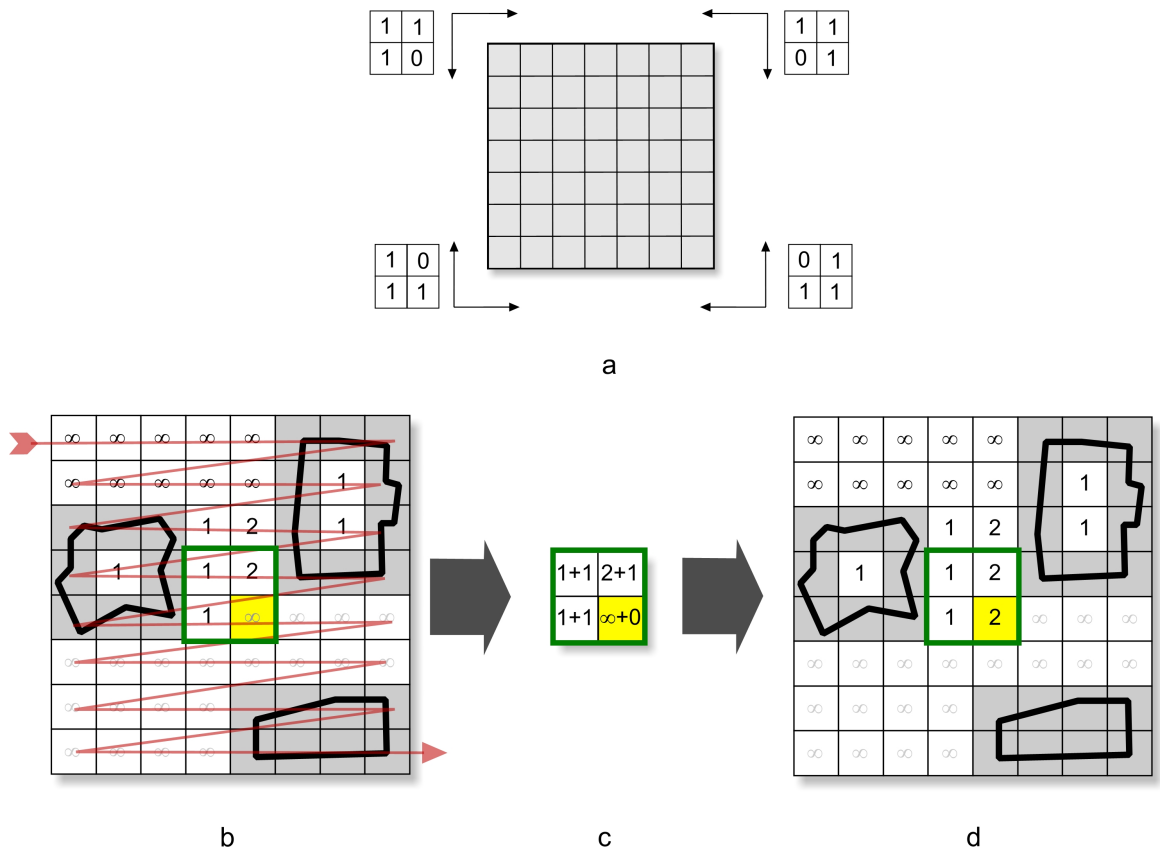 1 1
1 0
1 1
0 1
1 0
1 1
0 1
1 1
a
∞ ∞ ∞ ∞ ∞
∞ ∞ ∞ ∞ ∞ 1
1 2 1
1 1 2
1 ∞ ∞ ∞ ∞
∞ ∞ ∞ ∞ ∞ ∞ ∞ ∞
∞ ∞ ∞ ∞
∞ ∞ ∞ ∞
b
1+1 2+1
1+1 ∞+0
c
∞ ∞ ∞ ∞ ∞
∞ ∞ ∞ ∞ ∞ 1
1 2 1
1 1 2
1 2 ∞ ∞ ∞
∞ ∞ ∞ ∞ ∞ ∞ ∞ ∞
∞ ∞ ∞ ∞
∞ ∞ ∞ ∞
d